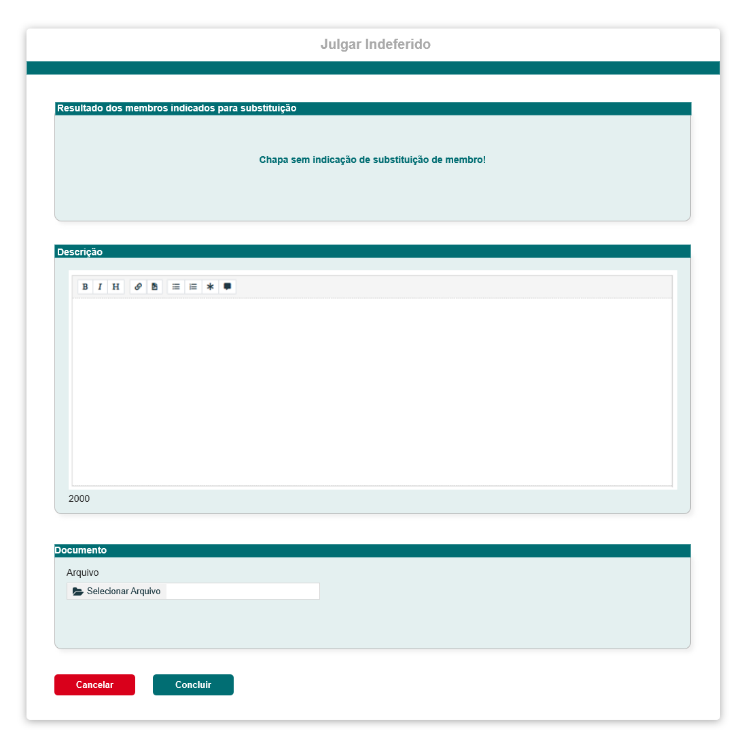 Julgar Indeferido
Resultado dos membros indicados para substituição
Chapa sem indicação de substituição de membro!
Descrição
B I H
2000
Documento
Arquivo
Selecionar Arquivo
Cancelar Concluir